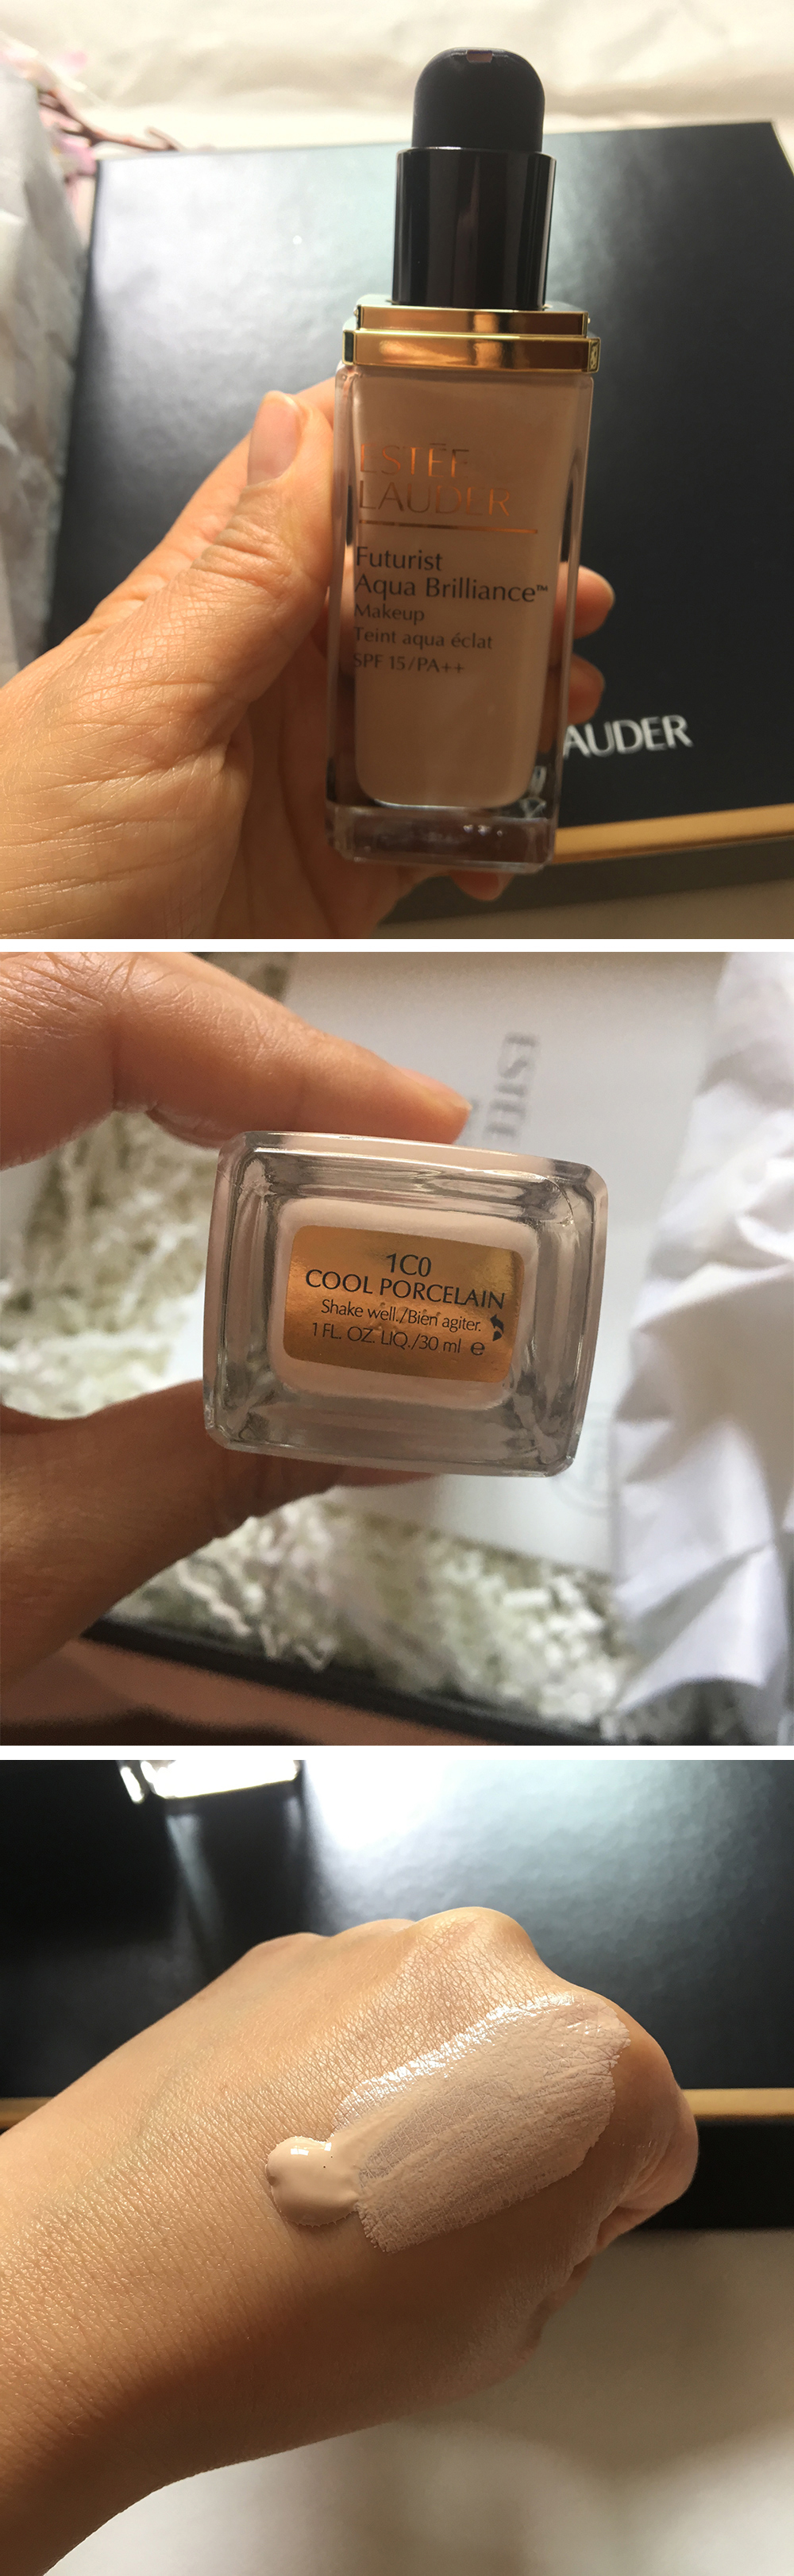 ESTĒE
LAUDER
Futurist
Aqua Brilliance™
Makeup
Teint aqua éclat
SPF 15/PA++
AUDER
ESTEE
1C0
COOL PORCELAIN
Shake well./Bien agiter.
1 FL. OZ. LIQ./30 ml ℮